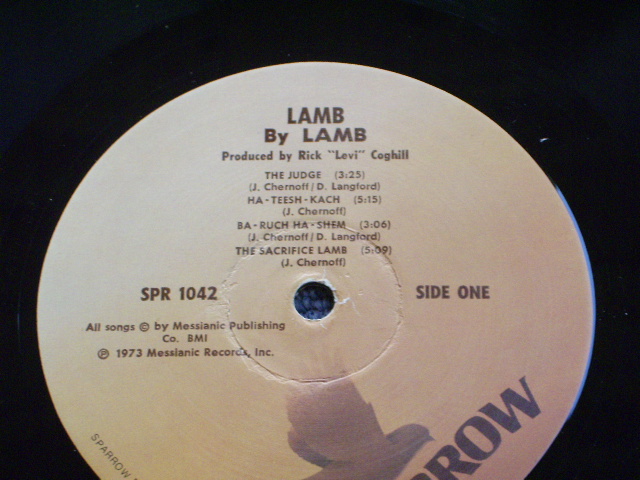 LAMB
By LAMB
Produced by Rick "Levi" Coghill
THE JUDGE (3:25)
(J. Chernoff/D. Langford)
HA-TEESH-KACH (5:15)
(J. Chernoff)
BA-RUCH HA-SHEM (3:06)
(J. Chernoff/D. Langford)
THE SACRIFICE LAMB (5:09)
(J. Chernoff)
SPR 1042
SIDE ONE
All songs © by Messianic Publishing
Co. BMI
℗ 1973 Messianic Records, Inc.
RROW
SPARROW